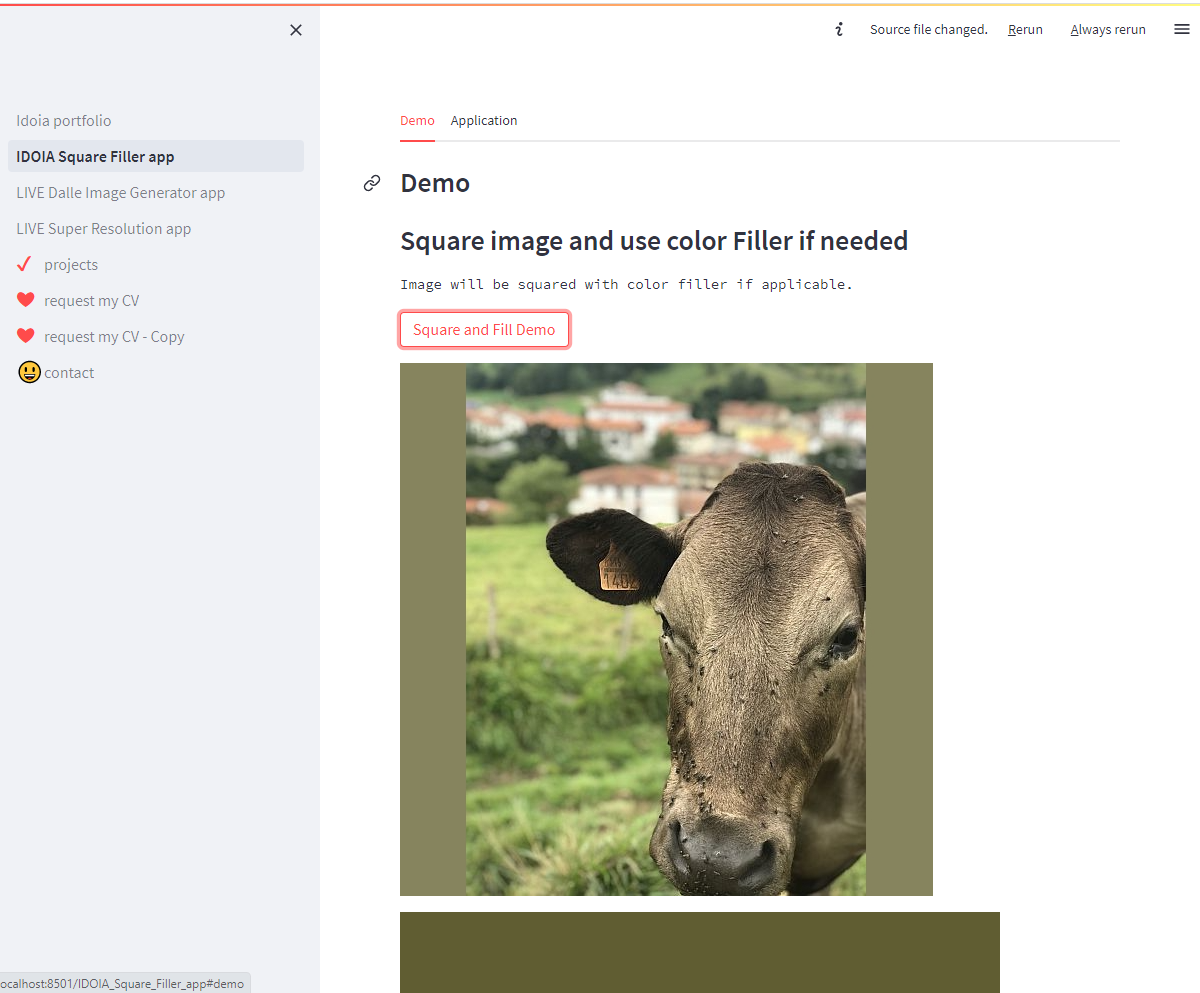 Source file changed. Rerun Always rerun
Idoia portfolio
IDOIA Square Filler app
LIVE Dalle Image Generator app
LIVE Super Resolution app
projects
request my CV
request my CV - Copy
contact
Demo Application
Demo
Square image and use color Filler if needed
Image will be squared with color filler if applicable.
Square and Fill Demo
ocalhost:8501/IDOIA_Square_Filler_app#demo